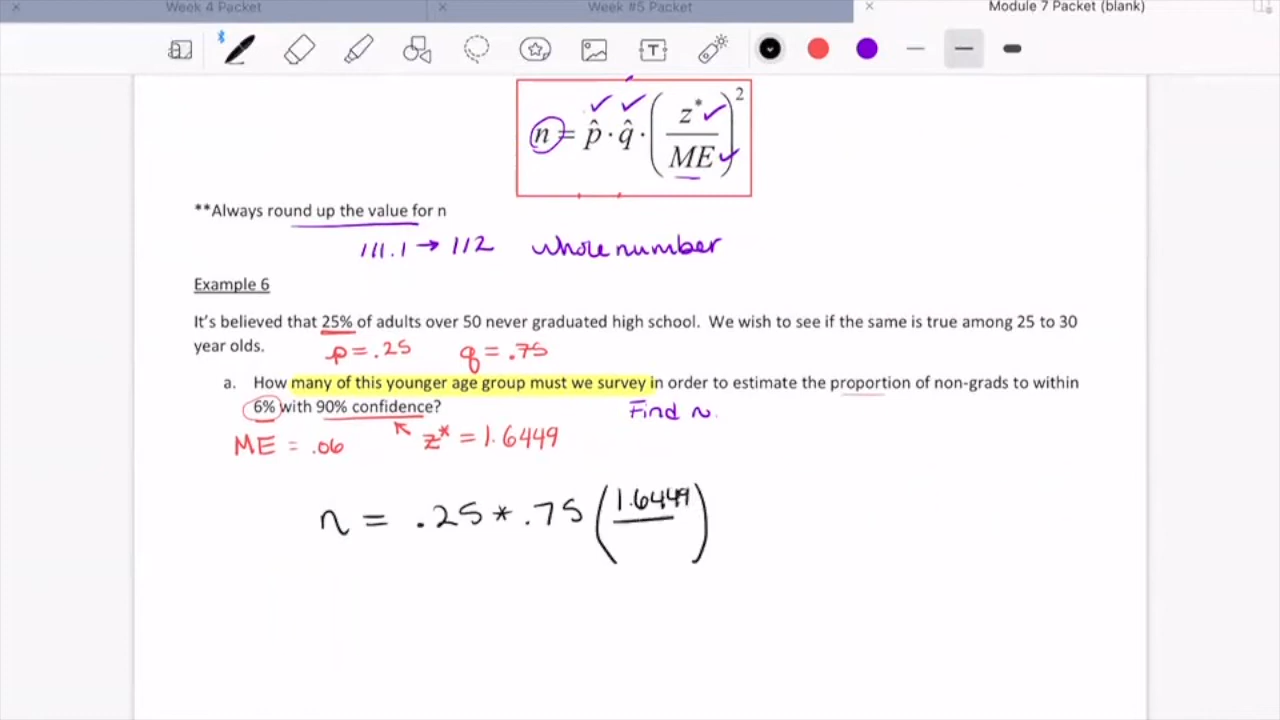 Week 4 Packet Week #5 Packet Module 7 Packet (blank)
n = p̂ · q̂ · (z* / ME)²
**Always round up the value for n
111.1 → 112 whole number
Example 6
It's believed that 25% of adults over 50 never graduated high school. We wish to see if the same is true among 25 to 30
year olds.
p = .25 q = .75
a. How many of this younger age group must we survey in order to estimate the proportion of non-grads to within
6% with 90% confidence?
Find n.
ME = .06 z* = 1.6449
n = .25 * .75 (1.6449 / )